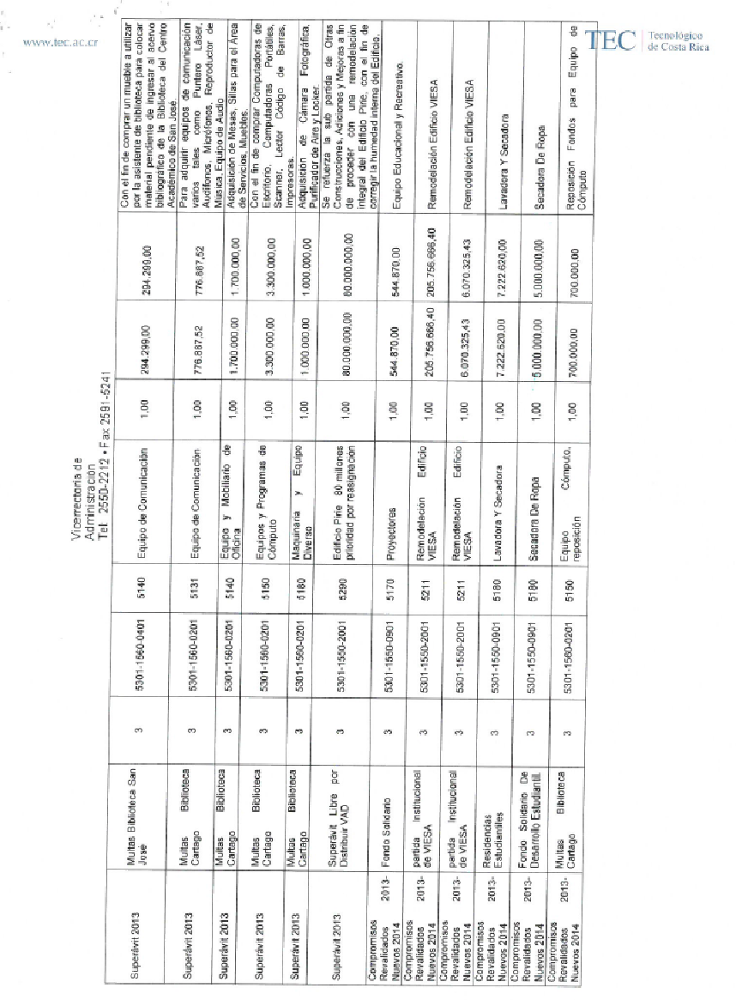 www.tec.ac.cr
TEC
Tecnológico
de Costa Rica
Vicerrectoría de
Administración
Tel: 2550-2212 • Fax 2591-5241
Superávit 2013
Multas Biblioteca San
José
3
5301-1560-0401
5140
Equipo de Comunicación
1,00
294.299,00
294.299,00
Con el fin de comprar un mueble a utilizar
por la asistente de biblioteca para colocar
material pendiente de ingresar al acervo
bibliográfico de la Biblioteca del Centro
Académico de San José.
Superávit 2013
Multas Biblioteca
Cartago
3
5301-1560-0201
5131
Equipo de Comunicación
1,00
776.887,52
776.887,52
Para adquirir equipos de comunicación
varios tales como Puntero Láser,
Audífonos, Micrófonos, Reproductor de
Música, Equipo de Audio
Superávit 2013
Multas Biblioteca
Cartago
3
5301-1560-0201
5140
Equipo y Mobiliario de
Oficina
1,00
1.700.000,00
1.700.000,00
Adquisición de Mesas, Sillas para el Área
de Servicios, Muebles.
Superávit 2013
Multas Biblioteca
Cartago
3
5301-1560-0201
5150
Equipos y Programas de
Cómputo
1,00
3.300.000,00
3.300.000,00
Con el fin de comprar Computadoras de
Escritorio, Computadoras Portátiles,
Scanner, Lector Código de Barras,
Impresoras.
Superávit 2013
Multas Biblioteca
Cartago
3
5301-1560-0201
5180
Maquinaria y Equipo
Diverso
1,00
1.000.000,00
1.000.000,00
Adquisición de Cámara Fotográfica,
Purificador de Aire y Locker.
Superávit 2013
Superávit Libre por
Distribuir VAD
3
5301-1550-2001
5290
Edificio Pirie 80 millones
prioridad por reasignación
1,00
80.000.000,00
80.000.000,00
Se refuerza la sub partida de Otras
Construcciones, Adiciones y Mejoras a fin
de proceder con una remodelación
integral del Edificio Pirie, con el fin de
corregir la humedad interna del Edificio.
Compromisos
Revalidados 2013-
Nuevos 2014
Fondo Solidario
3
5301-1550-0901
5170
Proyectores
1,00
544.870,00
544.870,00
Equipo Educacional y Recreativo.
Compromisos
Revalidados 2013-
Nuevos 2014
partida Institucional
de VIESA
3
5301-1550-2001
5211
Remodelación Edificio
VIESA
1,00
205.756.666,40
205.756.666,40
Remodelación Edificio VIESA
Compromisos
Revalidados 2013-
Nuevos 2014
partida Institucional
de VIESA
3
5301-1550-2001
5211
Remodelación Edificio
VIESA
1,00
6.070.325,43
6.070.325,43
Remodelación Edificio VIESA
Compromisos
Revalidados 2013-
Nuevos 2014
Residencias
Estudiantiles
3
5301-1550-0901
5180
Lavadora Y Secadora
1,00
7.222.620,00
7.222.620,00
Lavadora Y Secadora
Compromisos
Revalidados 2013-
Nuevos 2014
Fondo Solidario De
Desarrollo Estudiantil.
3
5301-1550-0901
5180
Secadora De Ropa
1,00
5.000.000,00
5.000.000,00
Secadora De Ropa
Compromisos
Revalidados 2013-
Nuevos 2014
Multas Biblioteca
Cartago
3
5301-1560-0201
5150
Equipo Cómputo,
reposición
1,00
700.000,00
700.000,00
Reposición Fondos para Equipo de
Cómputo